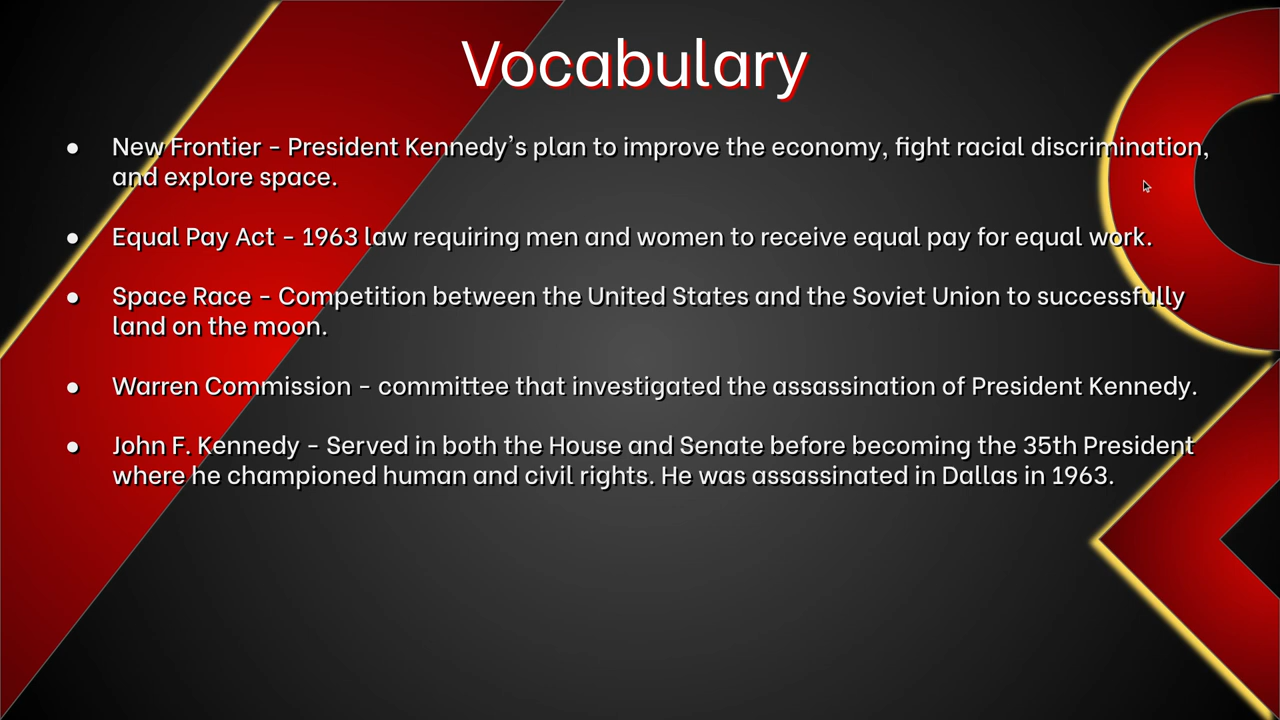 Vocabulary
● New Frontier – President Kennedy’s plan to improve the economy, fight racial discrimination,
and explore space.
● Equal Pay Act – 1963 law requiring men and women to receive equal pay for equal work.
● Space Race – Competition between the United States and the Soviet Union to successfully
land on the moon.
● Warren Commission – committee that investigated the assassination of President Kennedy.
● John F. Kennedy – Served in both the House and Senate before becoming the 35th President
where he championed human and civil rights. He was assassinated in Dallas in 1963.